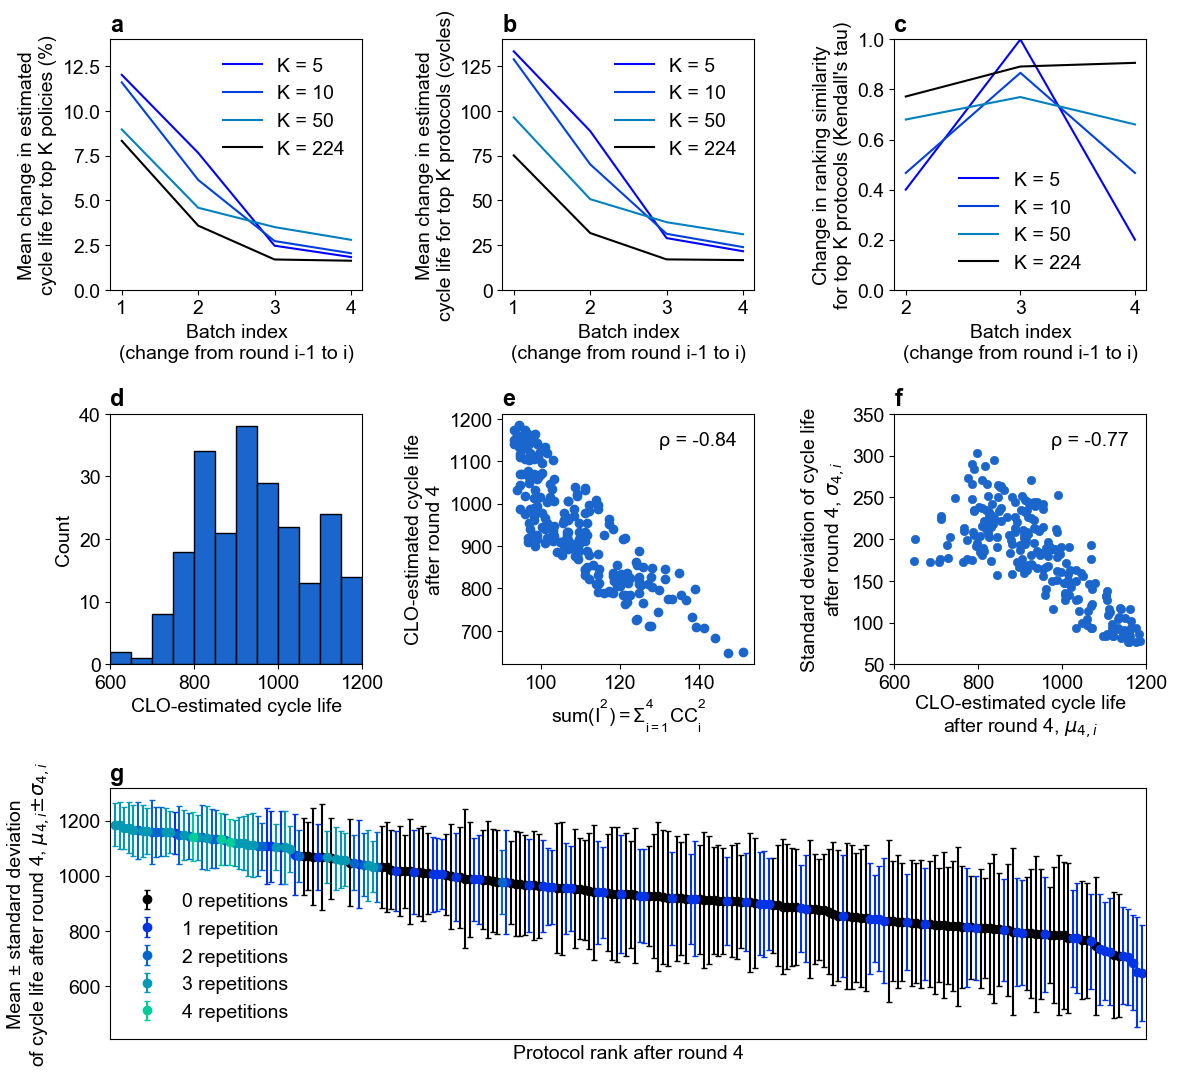 a
Mean change in estimated
cycle life for top K policies (%)
12.5
10.0
7.5
5.0
2.5
0.0
K = 5
K = 10
K = 50
K = 224
1 2 3 4
Batch index
(change from round i-1 to i)
b
Mean change in estimated
cycle life for top K protocols (cycles)
125
100
75
50
25
0
K = 5
K = 10
K = 50
K = 224
1 2 3 4
Batch index
(change from round i-1 to i)
c
Change in ranking similarity
for top K protocols (Kendall's tau)
1.0
0.8
0.6
0.4
0.2
0.0
K = 5
K = 10
K = 50
K = 224
2 3 4
Batch index
(change from round i-1 to i)
d
Count
40
30
20
10
0
600 800 1000 1200
CLO-estimated cycle life
e
CLO-estimated cycle life
after round 4
1200
1100
1000
900
800
700
ρ = -0.84
100 120 140
sum(I²) = Σ⁴ᵢ₌₁CC²ᵢ
f
Standard deviation of cycle life
after round 4, σ₄,ᵢ
350
300
250
200
150
100
50
ρ = -0.77
600 800 1000 1200
CLO-estimated cycle life
after round 4, μ₄,ᵢ
g
Mean ± standard deviation
of cycle life after round 4, μ₄,ᵢ±σ₄,ᵢ
1200
1000
800
600
0 repetitions
1 repetition
2 repetitions
3 repetitions
4 repetitions
Protocol rank after round 4